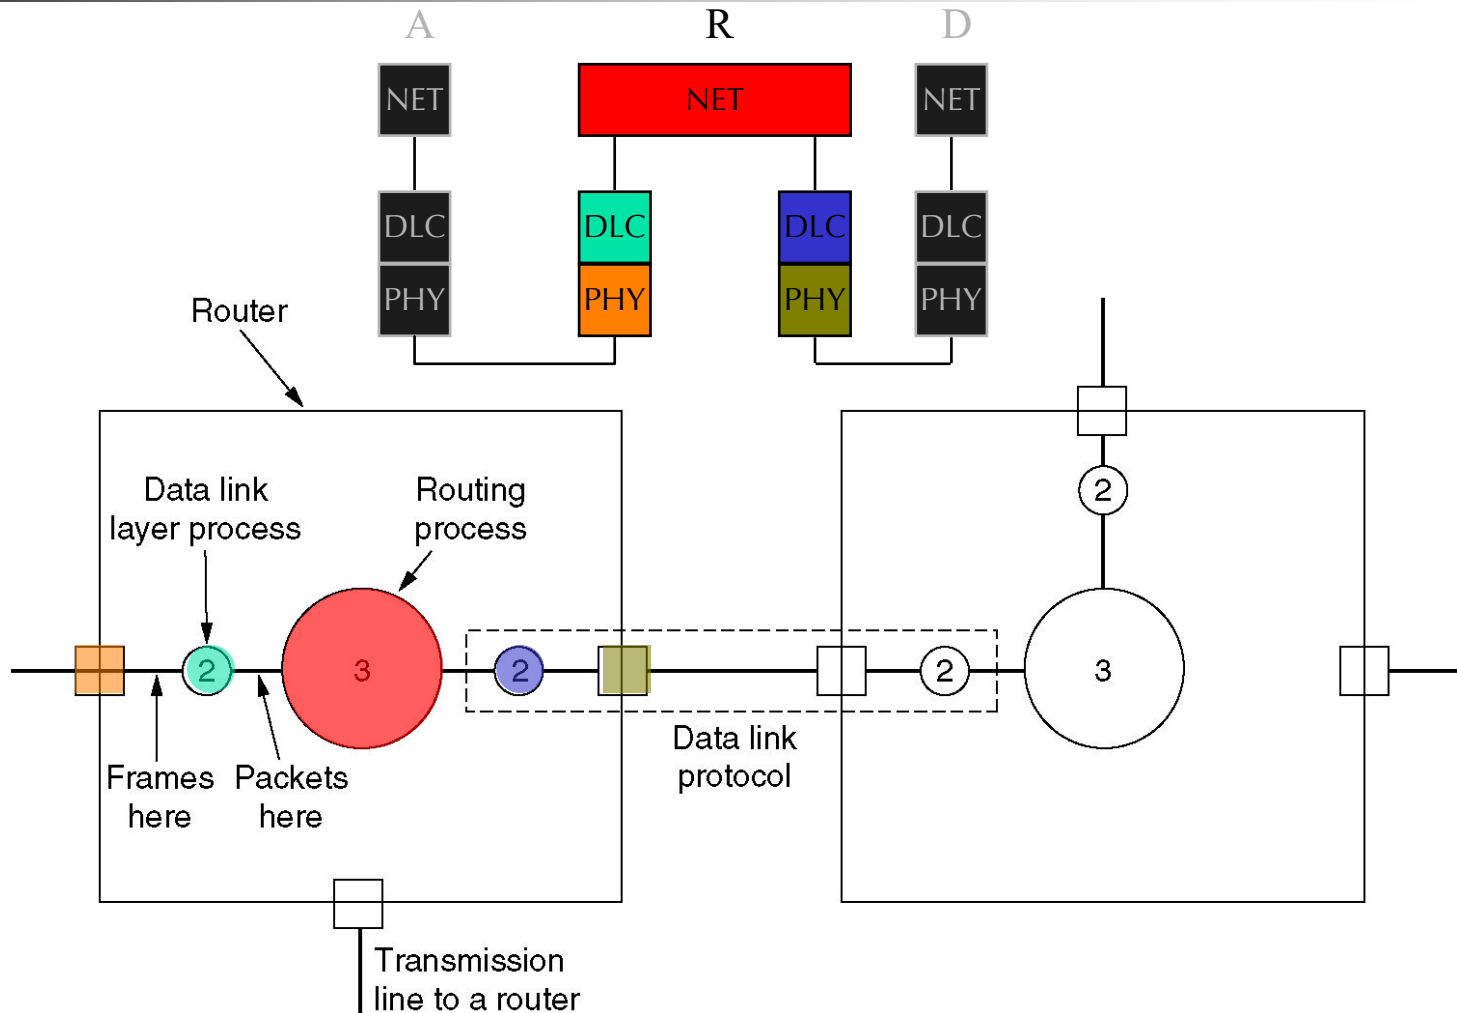 A R D
NET NET NET
DLC DLC DLC DLC
PHY PHY PHY PHY
Router
2
Data link
layer process
Routing
process
2 3 2 2 3
Frames
here
Packets
here
Data link
protocol
Transmission
line to a router